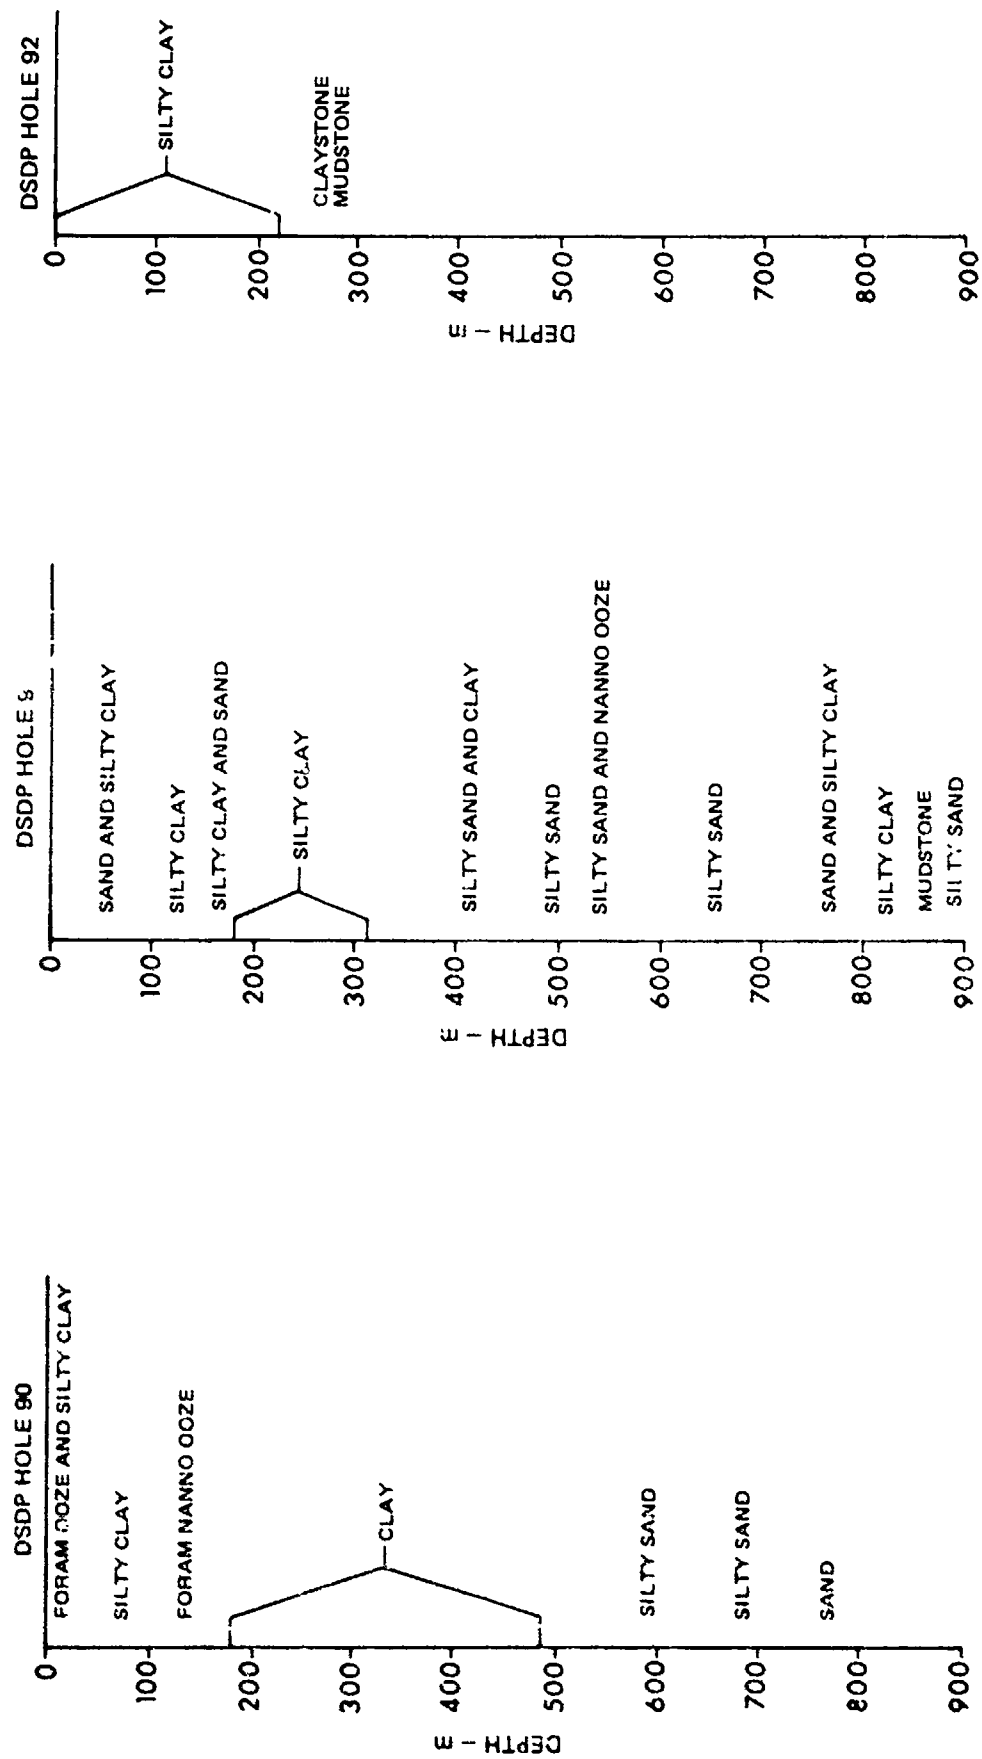 DSDP HOLE 90
FORAM OOZE AND SILTY CLAY
SILTY CLAY
FORAM NANNO OOZE
CLAY
SILTY SAND
SILTY SAND
SAND
0
100
200
300
400
500
600
700
800
900
DEPTH – m
DSDP HOLE
SAND AND SILTY CLAY
SILTY CLAY
SILTY CLAY AND SAND
SILTY CLAY
SILTY SAND AND CLAY
SILTY SAND
SILTY SAND AND NANNO OOZE
SILTY SAND
SAND AND SILTY CLAY
SILTY CLAY
MUDSTONE
SILTY SAND
0
100
200
300
400
500
600
700
800
900
DEPTH – m
DSDP HOLE 92
SILTY CLAY
CLAYSTONE
MUDSTONE
0
100
200
300
400
500
600
700
800
900
DEPTH – m